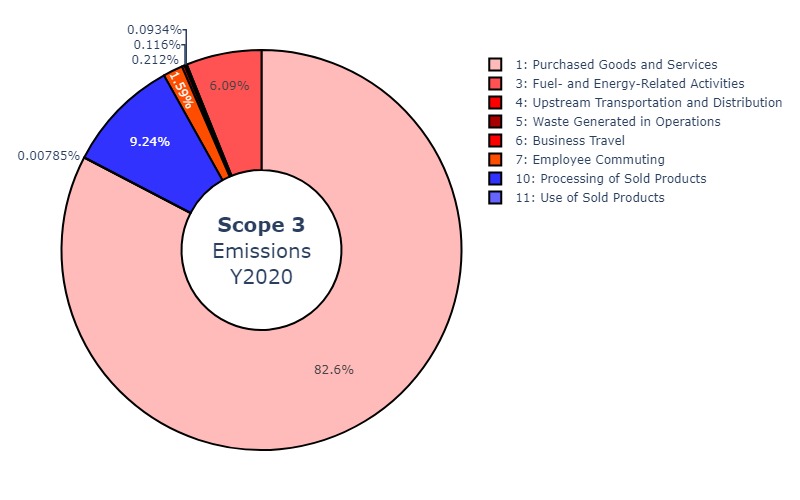 0.0934%
0.116%
0.212%
1.59%
6.09%
9.24%
0.00785%
82.6%
Scope 3
Emissions
Y2020
1: Purchased Goods and Services
3: Fuel- and Energy-Related Activities
4: Upstream Transportation and Distribution
5: Waste Generated in Operations
6: Business Travel
7: Employee Commuting
10: Processing of Sold Products
11: Use of Sold Products